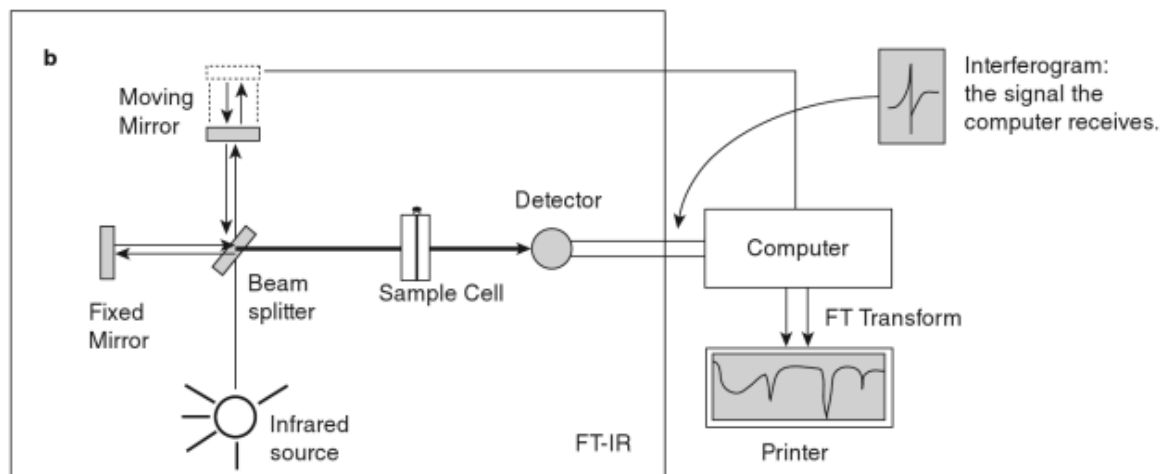 b
Moving
Mirror
Interferogram:
the signal the
computer receives.
Detector
Computer
Beam
splitter
Sample Cell
Fixed
Mirror
FT Transform
Infrared
source
FT-IR
Printer